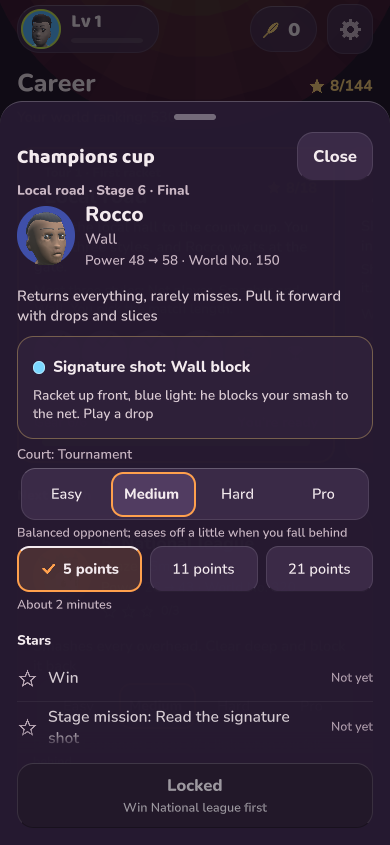 Lv 1
0
Career
8/144
Champions cup
Close
Local road · Stage 6 · Final
Rocco
Wall
Power 48 → 58 · World No. 150
Returns everything, rarely misses. Pull it forward
with drops and slices
Signature shot: Wall block
Racket up front, blue light: he blocks your smash to
the net. Play a drop
Court: Tournament
Easy
Medium
Hard
Pro
Balanced opponent; eases off a little when you fall behind
5 points
11 points
21 points
About 2 minutes
Stars
Win
Not yet
Stage mission: Read the signature
shot
Not yet
Locked
Win National league first